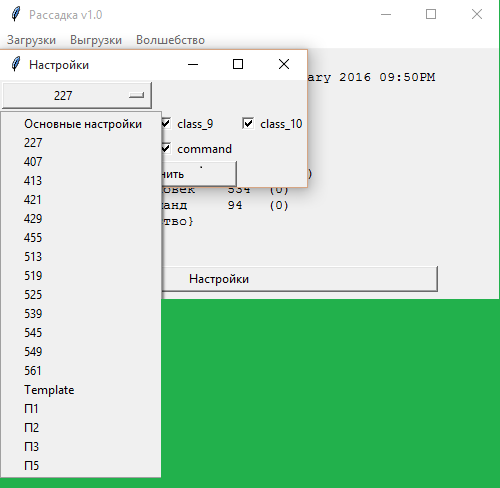 Рассадка v1.0
Загрузки Выгрузки Волшебство
Настройки
ary 2016 09:50PM
227
Основные настройки
class_9 class_10
227
407
command
413
нить
)
421
овек 534 (0)
429
анд 94 (0)
455
тво}
513
519
525
Настройки
539
545
549
561
Template
П1
П2
П3
П5